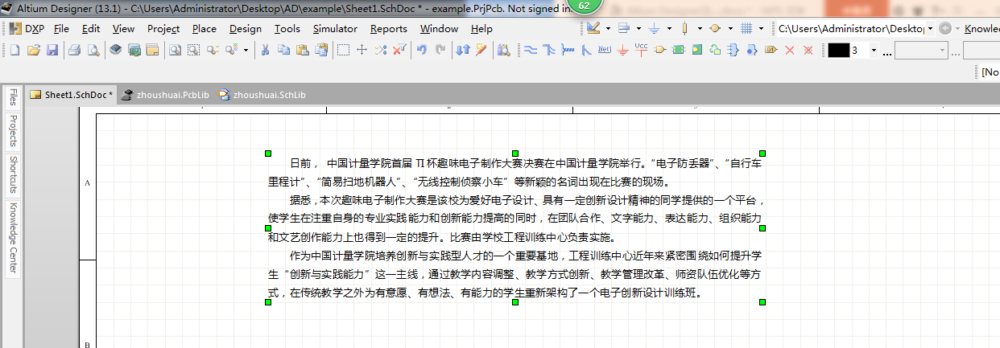 Altium Designer (13.1) - C:\Users\Administrator\Desktop\AD\example\Sheet1.SchDoc * - example.PrjPcb. Not signed in.
62
DXP File Edit View Project Place Design Tools Simulator Reports Window Help
C:\Users\Administrator\Desktop
Knowle
Net
Vcc
3
...
...
[No
Files
Projects
Shortcuts
Knowledge Center
Sheet1.SchDoc * zhoushuai.PcbLib zhoushuai.SchLib
A
日前， 中国计量学院首届 TI 杯趣味电子制作大赛决赛在中国计量学院举行。“电子防丢器”、“自行车
里程计”、“简易扫地机器人”、“无线控制侦察小车” 等新颖的名词出现在比赛的现场。
据悉，本次趣味电子制作大赛是该校为爱好电子设计、具有一定创新设计精神的同学提供的一个平台，
使学生在注重自身的专业实践能力和创新能力提高的同时，在团队合作、文字能力、表达能力、组织能力
和文艺创作能力上也得到一定的提升。比赛由学校工程训练中心负责实施。
作为中国计量学院培养创新与实践型人才的一个重要基地，工程训练中心近年来紧密围绕如何提升学
生“创新与实践能力”这一主线，通过教学内容调整、教学方式创新、教学管理改革、师资队伍优化等方
式，在传统教学之外为有意愿、有想法、有能力的学生重新架构了一个电子创新设计训练班。
B